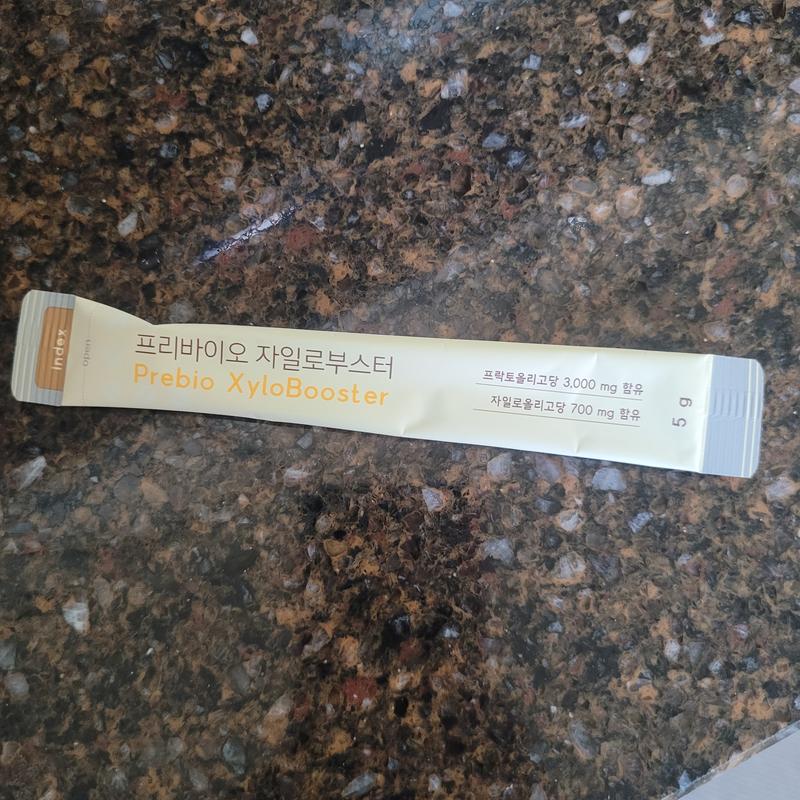 Index
open
프리바이오 자일로부스터
Prebio XyloBooster
프락토올리고당 3,000 mg 함유
자일로올리고당 700 mg 함유
5 g